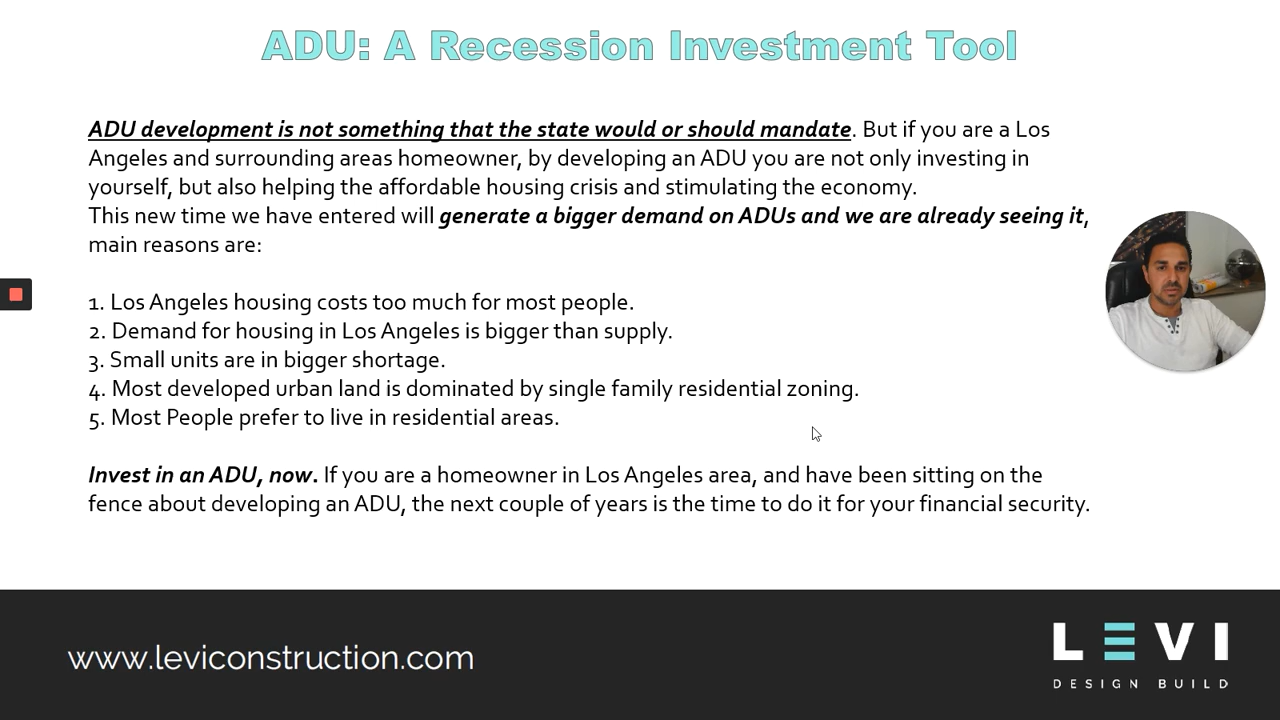 ADU: A Recession Investment Tool
ADU development is not something that the state would or should mandate. But if you are a Los
Angeles and surrounding areas homeowner, by developing an ADU you are not only investing in
yourself, but also helping the affordable housing crisis and stimulating the economy.
This new time we have entered will generate a bigger demand on ADUs and we are already seeing it,
main reasons are:
1. Los Angeles housing costs too much for most people.
2. Demand for housing in Los Angeles is bigger than supply.
3. Small units are in bigger shortage.
4. Most developed urban land is dominated by single family residential zoning.
5. Most People prefer to live in residential areas.
Invest in an ADU, now. If you are a homeowner in Los Angeles area, and have been sitting on the
fence about developing an ADU, the next couple of years is the time to do it for your financial security.
www.leviconstruction.com
LEVI
DESIGN BUILD